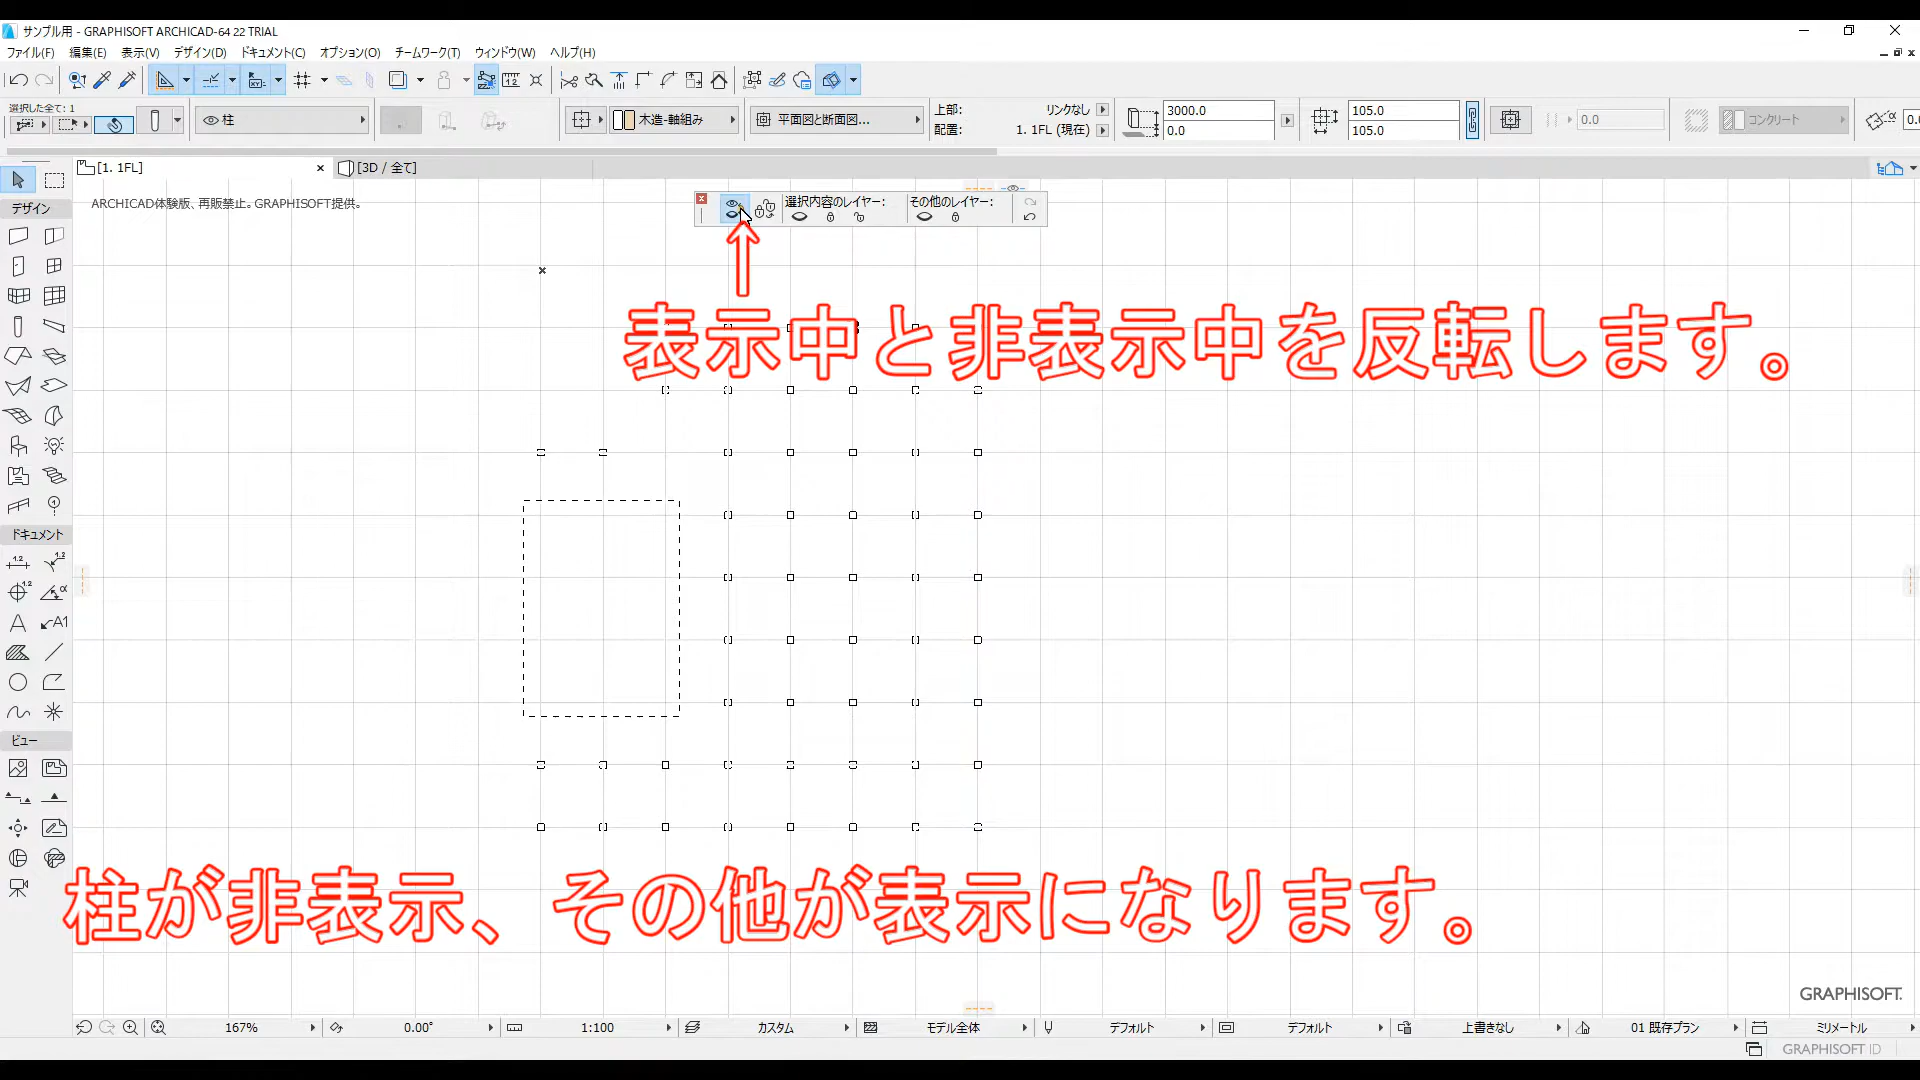 サンプル用 - GRAPHISOFT ARCHICAD-64 22 TRIAL
ファイル(F) 編集(E) 表示(V) デザイン(D) ドキュメント(C) オプション(O) チームワーク(T) ウィンドウ(W) ヘルプ(H)
選択した全て: 1
柱
木造-軸組み
平面図と断面図...
上部: リンクなし
配置: 1. 1FL (現在)
3000.0
0.0
105.0
105.0
0.0
コンクリート
[1. 1FL]
[3D / 全て]
ARCHICAD体験版、再販禁止。GRAPHISOFT提供。
選択内容のレイヤー:
その他のレイヤー:
デザイン
表示中と非表示中を反転します。
ドキュメント
ビュー
柱が非表示、その他が表示になります。
GRAPHISOFT.
167% 0.00° 1:100 カスタム モデル全体 デフォルト デフォルト 上書きなし 01 既存プラン ミリメートル
GRAPHISOFT ID